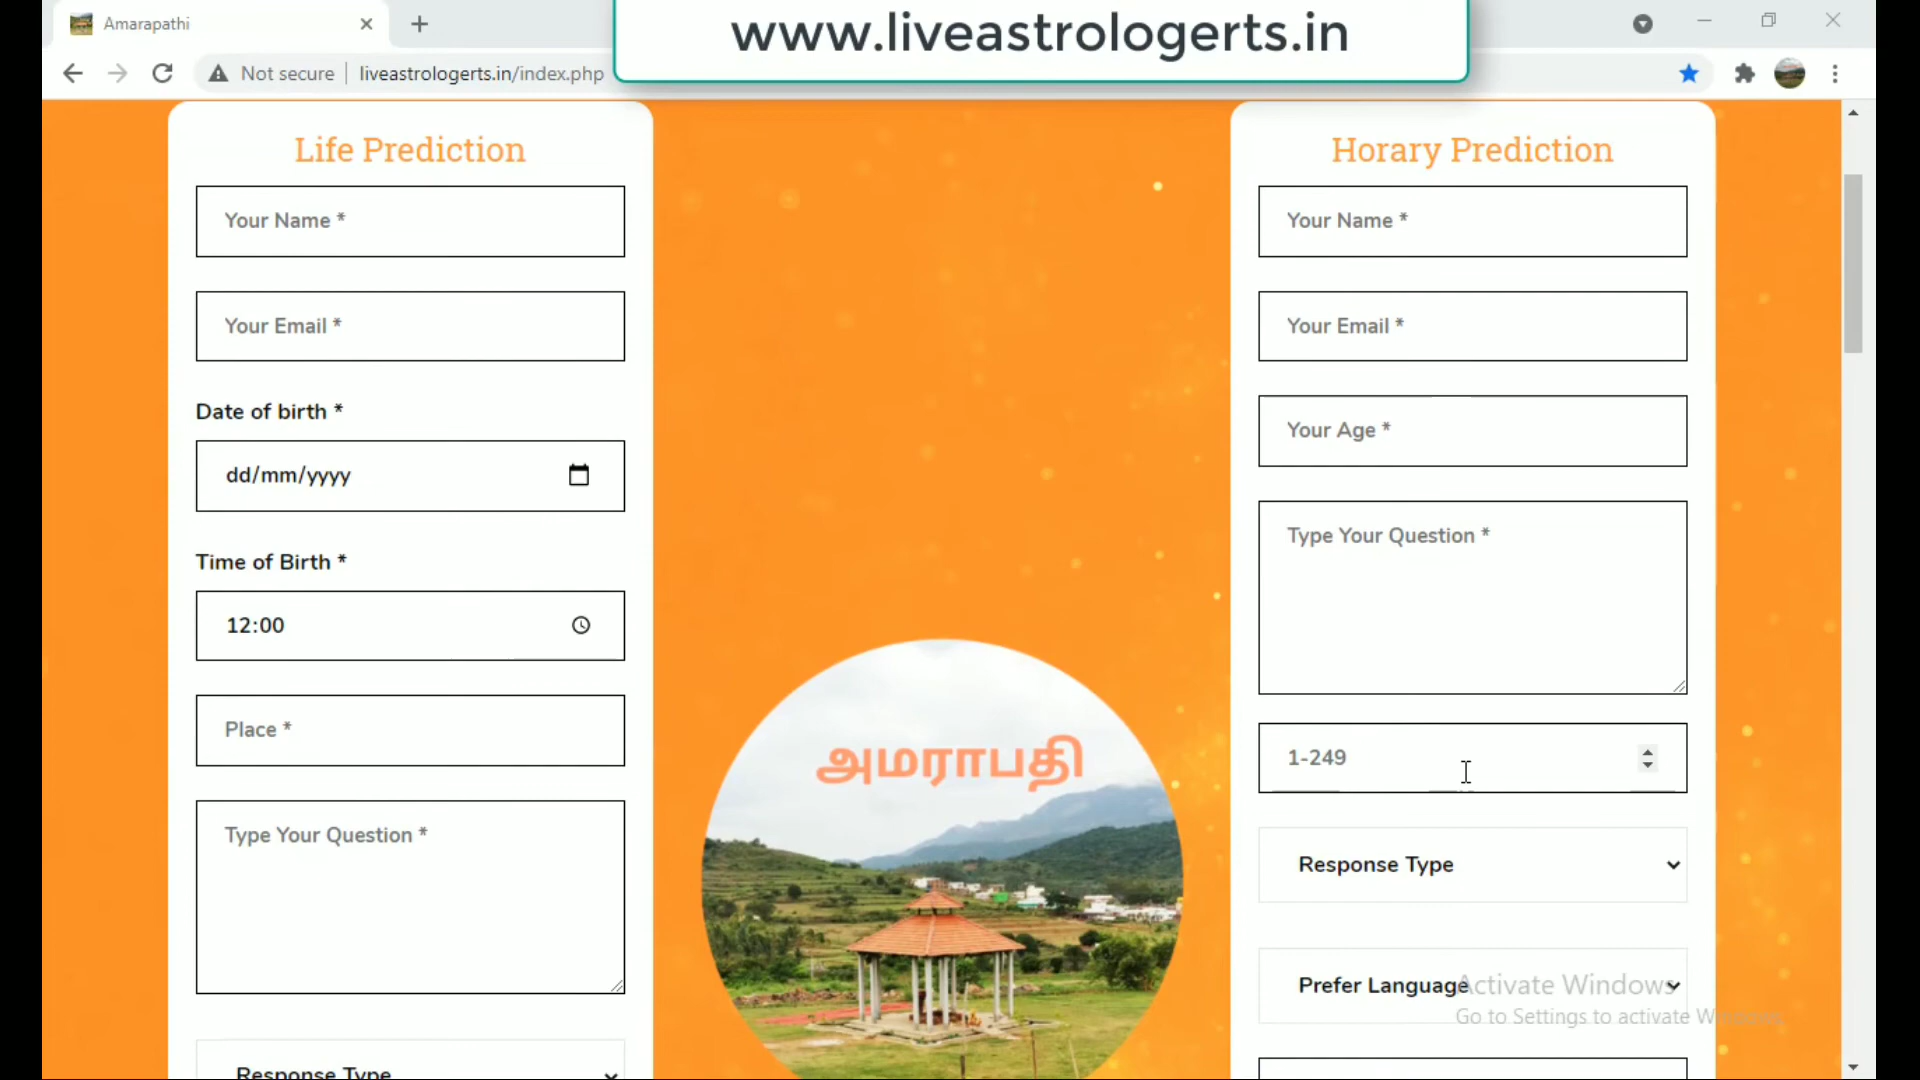 Amarapathi
www.liveastrologerts.in
Not secure
liveastrologerts.in/index.php
Life Prediction
Your Name *
Your Email *
Date of birth *
dd/mm/yyyy
Time of Birth *
12:00
Place *
Type Your Question *
Response Type
அமராபதி
Horary Prediction
Your Name *
Your Email *
Your Age *
Type Your Question *
1-249
Response Type
Prefer Language
Activate Windows
Go to Settings to activate Windows.